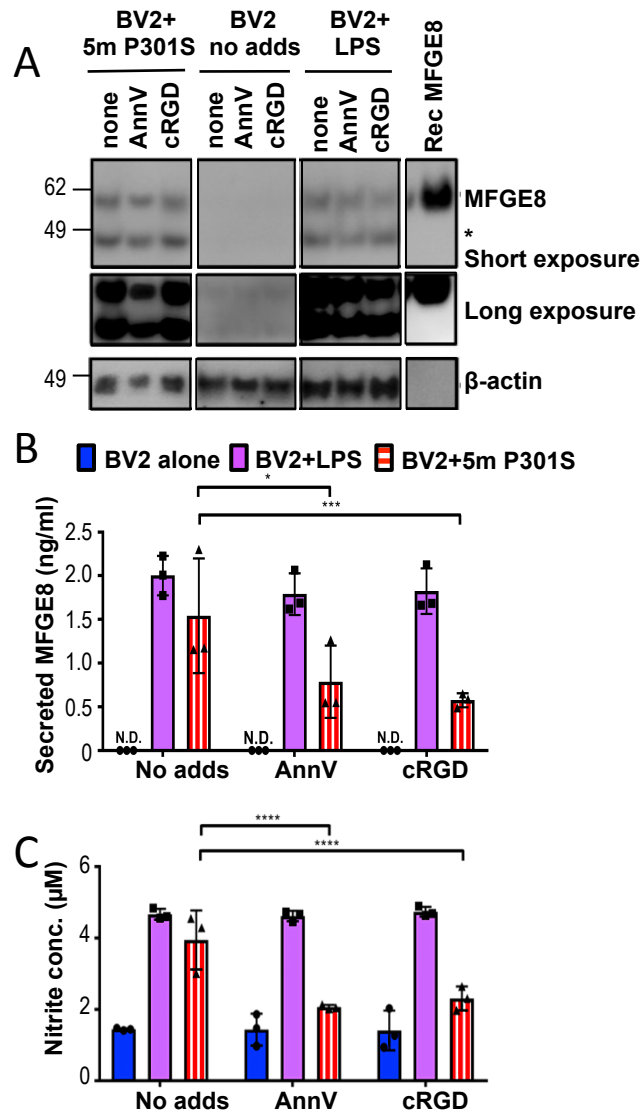 A
BV2+
5m P301S
BV2
no adds
BV2+
LPS
none
AnnV
cRGD
none
AnnV
cRGD
none
AnnV
cRGD
Rec MFGE8
62
49
MFGE8
*
Short exposure
Long exposure
49
β-actin
B
BV2 alone
BV2+LPS
BV2+5m P301S
*
***
Secreted MFGE8 (ng/ml)
2.5
2.0
1.5
1.0
0.5
0
N.D.
N.D.
N.D.
No adds
AnnV
cRGD
C
****
****
Nitrite conc. (µM)
6
4
2
0
No adds
AnnV
cRGD